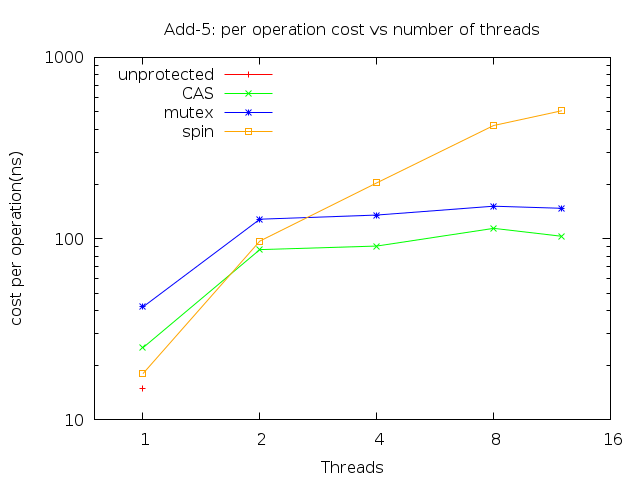 Add-5: per operation cost vs number of threads
1000
unprotected
CAS
mutex
spin
cost per operation(ns)
100
10
1 2 4 8 16
Threads